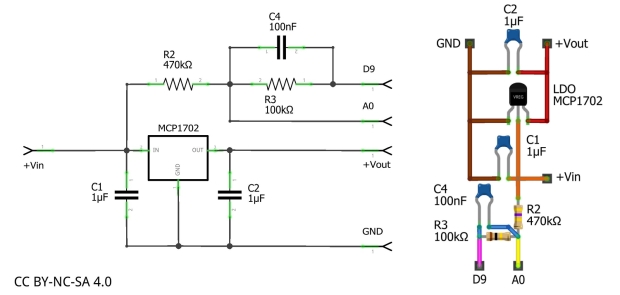 C4
100nF
R2
470kΩ
D9
R3
100kΩ
A0
MCP1702
IN
OUT
GND
+Vin
+Vout
C1
1µF
C2
1µF
GND
CC BY-NC-SA 4.0
C2
1µF
GND
+Vout
LDO
MCP1702
VREG
C1
1µF
+Vin
C4
100nF
R2
470kΩ
R3
100kΩ
D9
A0